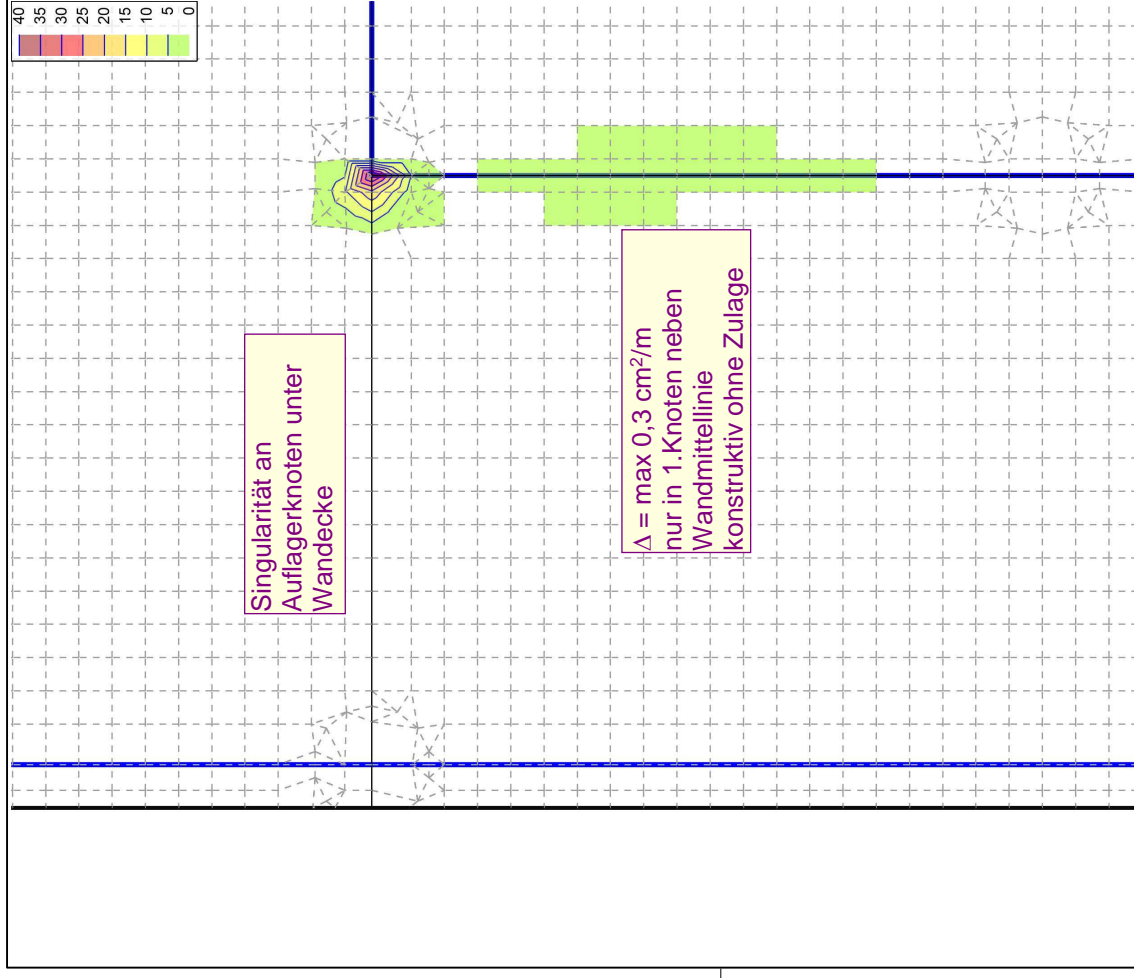 40
35
30
25
20
15
10
5
0
Singularität an
Auflagerknoten unter
Wandecke
Δ = max 0,3 cm²/m
nur in 1.Knoten neben
Wandmittellinie
konstruktiv ohne Zulage